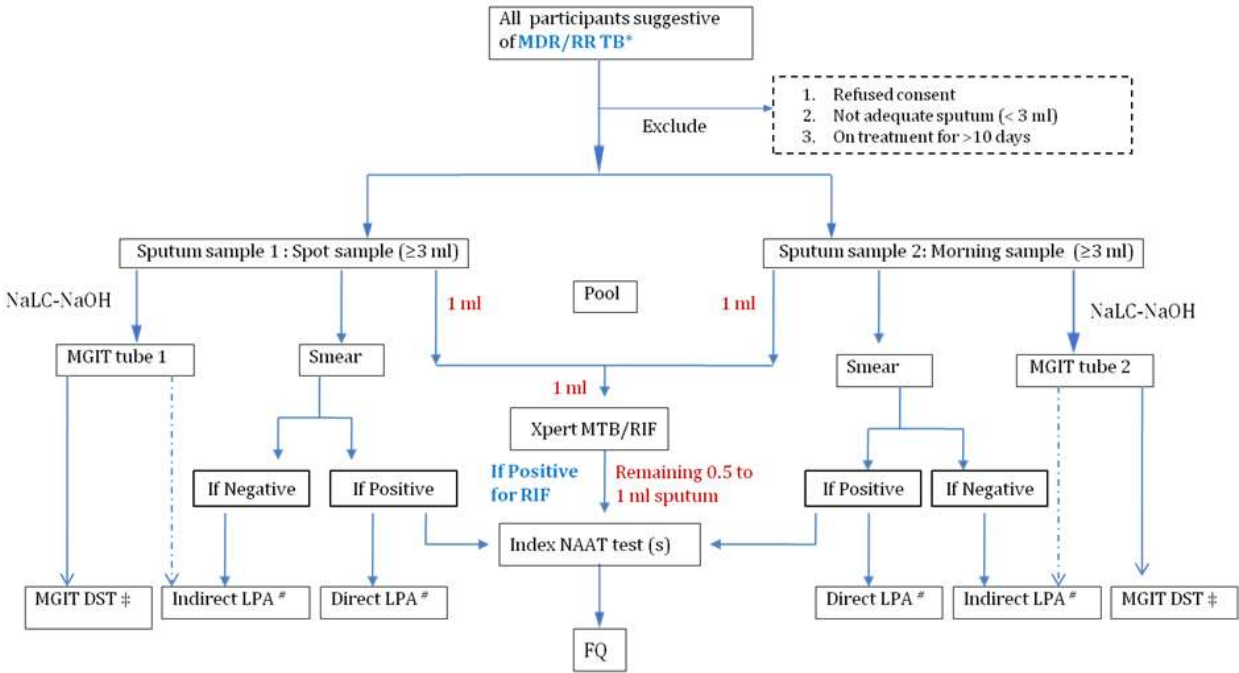 All participants suggestive
of MDR/RR TB*
1. Refused consent
2. Not adequate sputum (< 3 ml)
3. On treatment for >10 days
Exclude
Sputum sample 1 : Spot sample (≥3 ml)
Sputum sample 2: Morning sample (≥3 ml)
NaLC-NaOH
1 ml
Pool
1 ml
NaLC-NaOH
MGIT tube 1
Smear
Smear
MGIT tube 2
1 ml
Xpert MTB/RIF
If Positive
for RIF
Remaining 0.5 to
1 ml sputum
If Negative
If Positive
If Positive
If Negative
Index NAAT test (s)
MGIT DST ‡
Indirect LPA #
Direct LPA #
Direct LPA #
Indirect LPA #
MGIT DST ‡
FQ